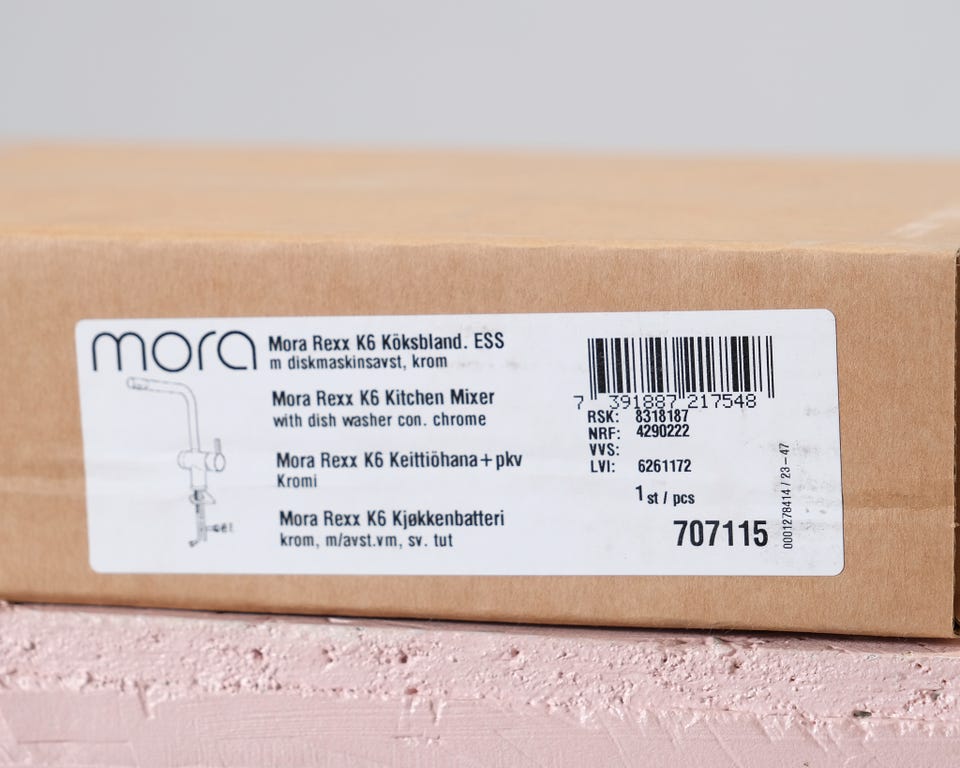 mora
Mora Rexx K6 Köksbland. ESS
m diskmaskinsavst, krom
Mora Rexx K6 Kitchen Mixer
with dish washer con. chrome
Mora Rexx K6 Keittiöhana+pkv
Kromi
Mora Rexx K6 Kjøkkenbatteri
krom, m/avst.vm, sv. tut
7 391887 217548
RSK: 8318187
NRF: 4290222
VVS:
LVI: 6261172
1 st / pcs
707115
0001278414 / 23-47